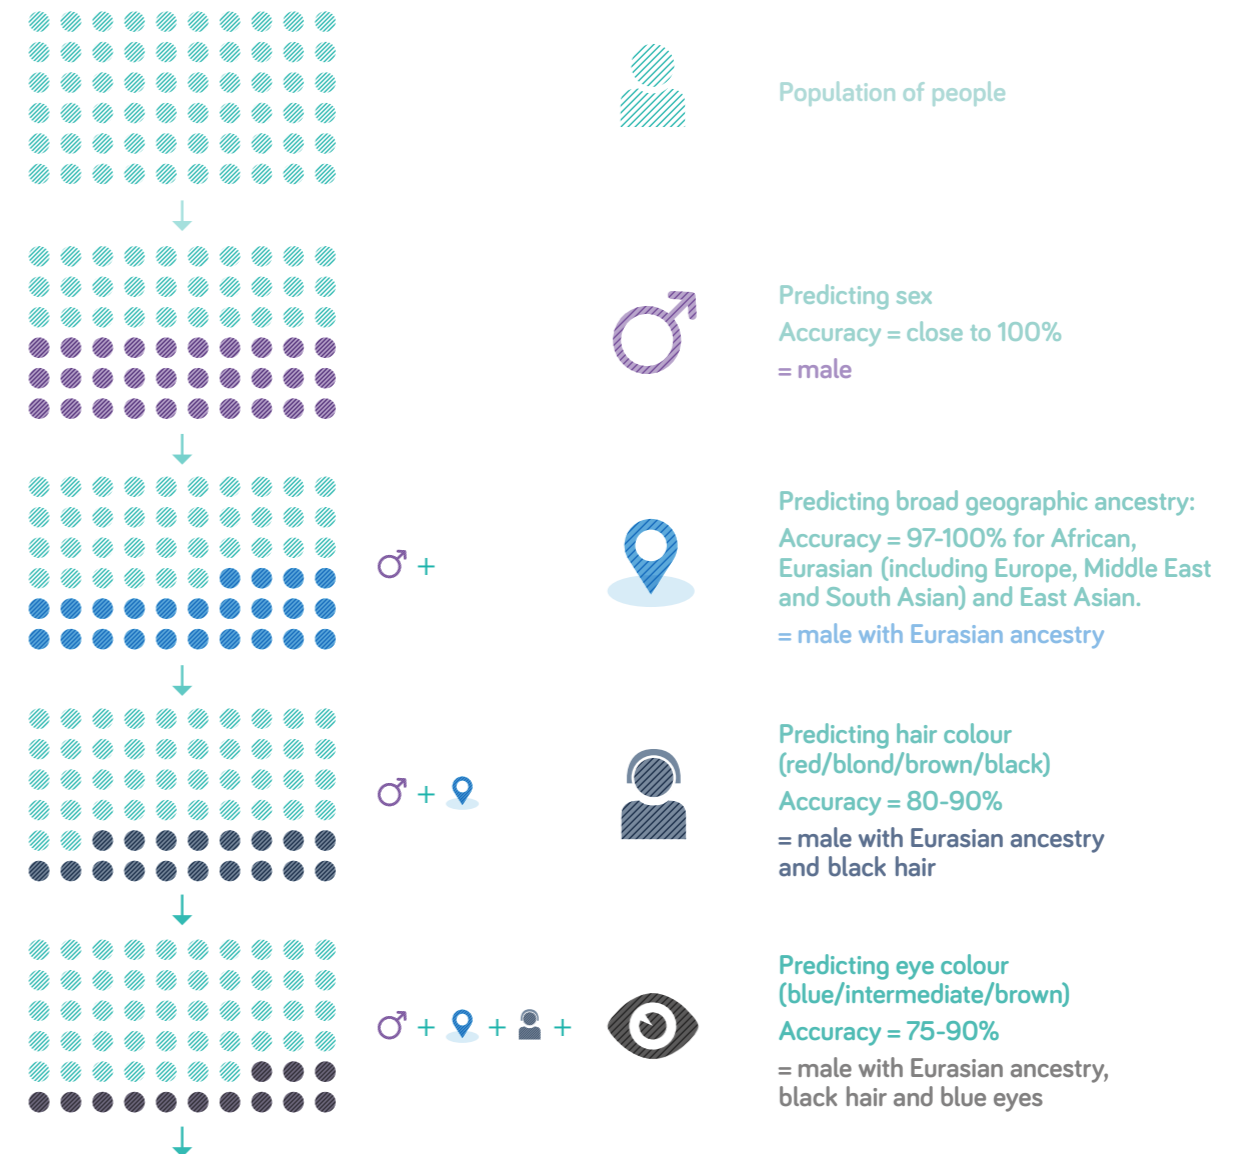 Population of people
Predicting sex
Accuracy = close to 100%
= male
Predicting broad geographic ancestry:
Accuracy = 97-100% for African,
Eurasian (including Europe, Middle East
and South Asian) and East Asian.
+
= male with Eurasian ancestry
Predicting hair colour
(red/blond/brown/black)
+
Accuracy = 80-90%
= male with Eurasian ancestry
and black hair
Predicting eye colour
(blue/intermediate/brown)
+ + +
Accuracy = 75-90%
= male with Eurasian ancestry,
black hair and blue eyes